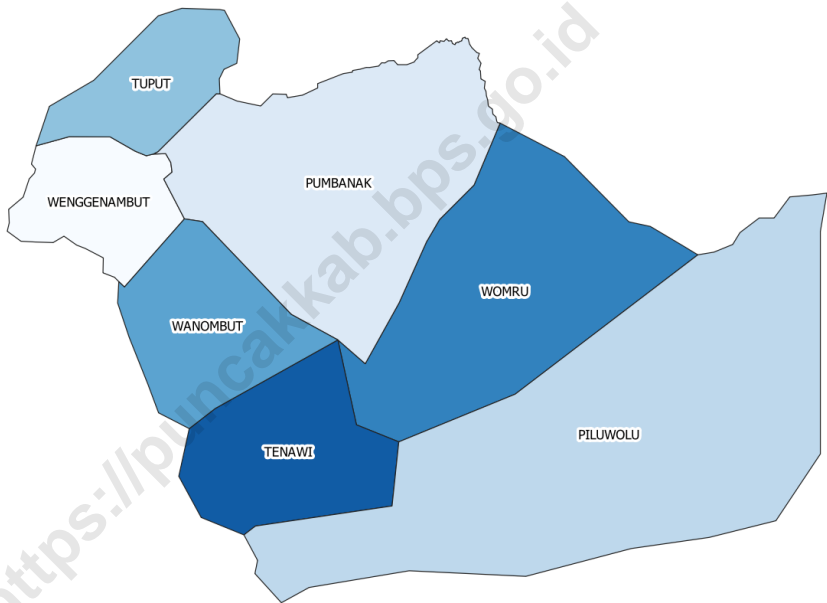 TUPUT
PUMBANAK
WENGGENAMBUT
WOMRU
WANOMBUT
PILUWOLU
TENAWI
https://puncakkab.bps.go.id